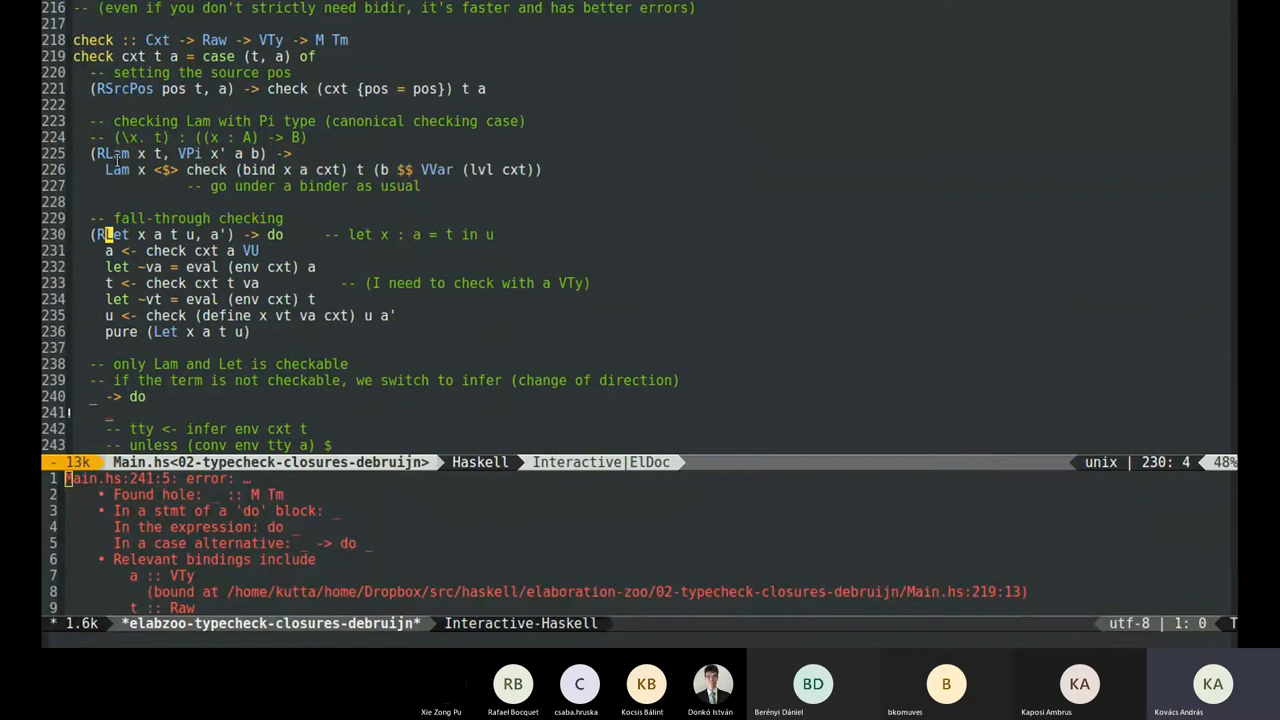 216 -- (even if you don't strictly need bidir, it's faster and has better errors)
217
218 check :: Cxt -> Raw -> VTy -> M Tm
219 check cxt t a = case (t, a) of
220   -- setting the source pos
221   (RSrcPos pos t, a) -> check (cxt {pos = pos}) t a
222
223   -- checking Lam with Pi type (canonical checking case)
224   -- (\x. t) : ((x : A) -> B)
225   (RLam x t, VPi x' a b) ->
226     Lam x <$> check (bind x a cxt) t (b $$ VVar (lvl cxt))
227               -- go under a binder as usual
228
229   -- fall-through checking
230   (RLet x a t u, a') -> do     -- let x : a = t in u
231     a <- check cxt a VU
232     let ~va = eval (env cxt) a
233     t <- check cxt t va          -- (I need to check with a VTy)
234     let ~vt = eval (env cxt) t
235     u <- check (define x vt va cxt) u a'
236     pure (Let x a t u)
237
238   -- only Lam and Let is checkable
239   -- if the term is not checkable, we switch to infer (change of direction)
240   _ -> do
241!    _
242     -- tty <- infer env cxt t
243     -- unless (conv env tty a) $
- 13k Main.hs<02-typecheck-closures-debruijn> Haskell Interactive|ElDoc unix | 230: 4 48%
1 Main.hs:241:5: error: …
2     • Found hole: _ :: M Tm
3     • In a stmt of a 'do' block: _
4       In the expression: do _
5       In a case alternative: _ -> do _
6     • Relevant bindings include
7         a :: VTy
8           (bound at /home/kutta/home/Dropbox/src/haskell/elaboration-zoo/02-typecheck-closures-debruijn/Main.hs:219:13)
9         t :: Raw
* 1.6k *elabzoo-typecheck-closures-debruijn* Interactive-Haskell utf-8 | 1: 0 T
RB C KB BD B KA KA
Xie Zong Pu Rafael Bocquet csaba.hruska Kocsis Bálint Donkó István Berényi Dániel bkomuves Kaposi Ambrus Kovács András